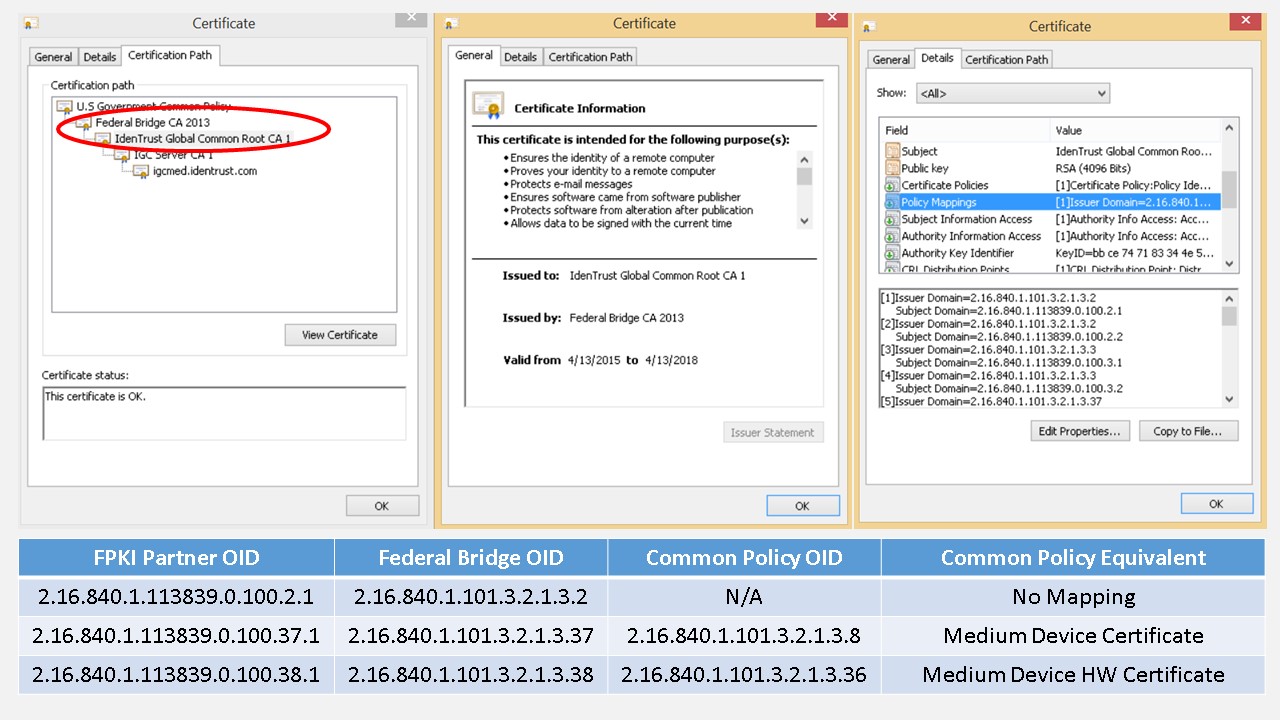 Certificate
General Details Certification Path
Certification path
U.S Government Common Policy
Federal Bridge CA 2013
IdenTrust Global Common Root CA 1
IGC Server CA 1
igcmed.identrust.com
View Certificate
Certificate status:
This certificate is OK.
OK
Certificate
General Details Certification Path
Certificate Information
This certificate is intended for the following purpose(s):
• Ensures the identity of a remote computer
• Proves your identity to a remote computer
• Protects e-mail messages
• Ensures software came from software publisher
• Protects software from alteration after publication
• Allows data to be signed with the current time
Issued to: IdenTrust Global Common Root CA 1
Issued by: Federal Bridge CA 2013
Valid from 4/13/2015 to 4/13/2018
Issuer Statement
OK
Certificate
General Details Certification Path
Show: <All>
Field Value
Subject IdenTrust Global Common Roo...
Public key RSA (4096 Bits)
Certificate Policies [1]Certificate Policy:Policy Ide...
Policy Mappings [1]Issuer Domain=2.16.840.1....
Subject Information Access [1]Authority Info Access: Acc...
Authority Information Access [1]Authority Info Access: Acc...
Authority Key Identifier KeyID=bb ce 74 71 83 34 4e 5...
CRL Distribution Points [1]CRL Distribution Point: Distr...
[1]Issuer Domain=2.16.840.1.101.3.2.1.3.2
Subject Domain=2.16.840.1.113839.0.100.2.1
[2]Issuer Domain=2.16.840.1.101.3.2.1.3.2
Subject Domain=2.16.840.1.113839.0.100.2.2
[3]Issuer Domain=2.16.840.1.101.3.2.1.3.3
Subject Domain=2.16.840.1.113839.0.100.3.1
[4]Issuer Domain=2.16.840.1.101.3.2.1.3.3
Subject Domain=2.16.840.1.113839.0.100.3.2
[5]Issuer Domain=2.16.840.1.101.3.2.1.3.37
Edit Properties... Copy to File...
OK
FPKI Partner OID Federal Bridge OID Common Policy OID Common Policy Equivalent
2.16.840.1.113839.0.100.2.1 2.16.840.1.101.3.2.1.3.2 N/A No Mapping
2.16.840.1.113839.0.100.37.1 2.16.840.1.101.3.2.1.3.37 2.16.840.1.101.3.2.1.3.8 Medium Device Certificate
2.16.840.1.113839.0.100.38.1 2.16.840.1.101.3.2.1.3.38 2.16.840.1.101.3.2.1.3.36 Medium Device HW Certificate